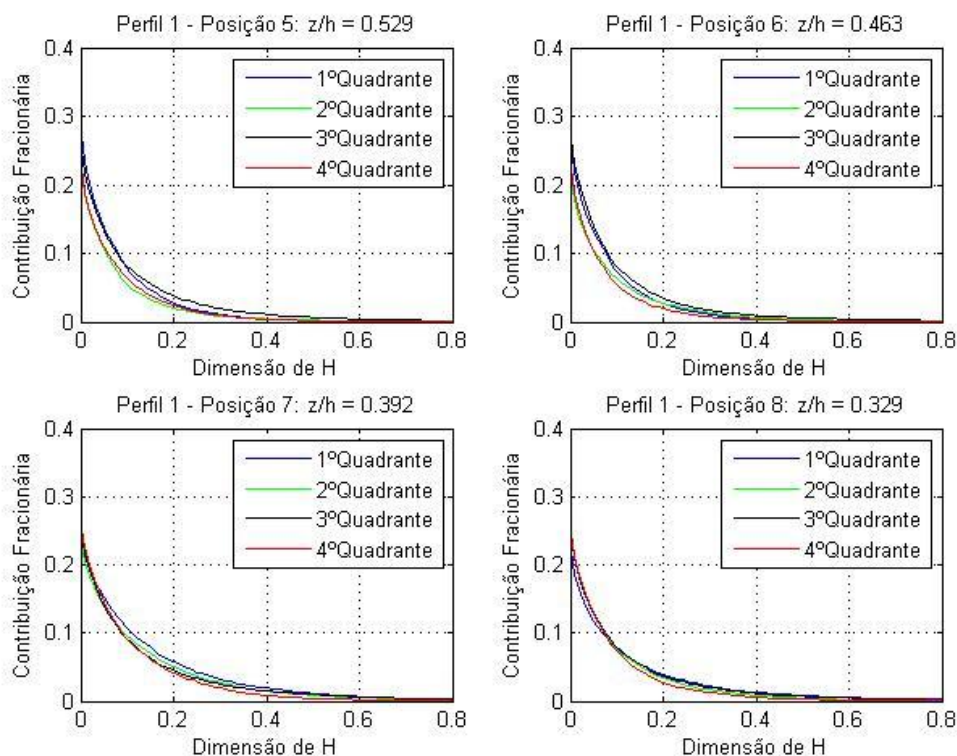 Perfil 1 - Posição 5: z/h = 0.529
0.4
0.3
0.2
0.1
0
Contribuição Fracionária
1ºQuadrante
2ºQuadrante
3ºQuadrante
4ºQuadrante
0 0.2 0.4 0.6 0.8
Dimensão de H
Perfil 1 - Posição 6: z/h = 0.463
0.4
0.3
0.2
0.1
0
Contribuição Fracionária
1ºQuadrante
2ºQuadrante
3ºQuadrante
4ºQuadrante
0 0.2 0.4 0.6 0.8
Dimensão de H
Perfil 1 - Posição 7: z/h = 0.392
0.4
0.3
0.2
0.1
0
Contribuição Fracionária
1ºQuadrante
2ºQuadrante
3ºQuadrante
4ºQuadrante
0 0.2 0.4 0.6 0.8
Dimensão de H
Perfil 1 - Posição 8: z/h = 0.329
0.4
0.3
0.2
0.1
0
Contribuição Fracionária
1ºQuadrante
2ºQuadrante
3ºQuadrante
4ºQuadrante
0 0.2 0.4 0.6 0.8
Dimensão de H